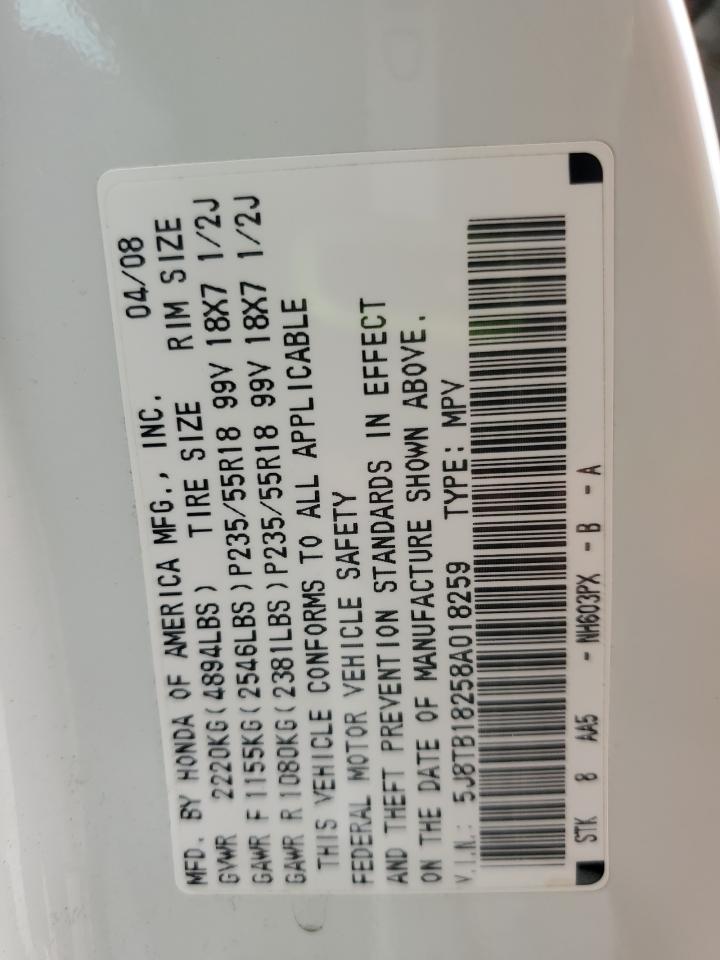 MFD. BY HONDA OF AMERICA MFG., INC. 04/08
GVWR 2220KG(4894LBS) TIRE SIZE RIM SIZE
GAWR F 1155KG(2546LBS)P235/55R18 99V 18X7 1/2J
GAWR R 1080KG(2381LBS)P235/55R18 99V 18X7 1/2J
THIS VEHICLE CONFORMS TO ALL APPLICABLE
FEDERAL MOTOR VEHICLE SAFETY
AND THEFT PREVENTION STANDARDS IN EFFECT
ON THE DATE OF MANUFACTURE SHOWN ABOVE.
V.I.N.: 5J8TB18258A018259 TYPE: MPV
STK 8 AA5 - NH603PX - B - A